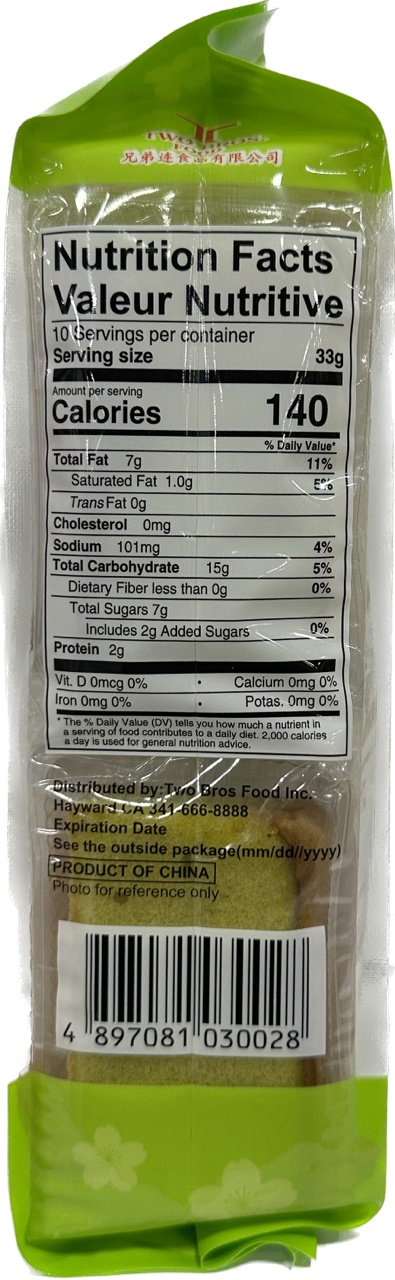 TWO BROS
FOODS
兄弟迷食品有限公司
Nutrition Facts
Valeur Nutritive
10 Servings per container
Serving size 33g
Amount per serving
Calories 140
% Daily Value*
Total Fat 7g 11%
Saturated Fat 1.0g 5%
Trans Fat 0g
Cholesterol 0mg
Sodium 101mg 4%
Total Carbohydrate 15g 5%
Dietary Fiber less than 0g 0%
Total Sugars 7g
Includes 2g Added Sugars 0%
Protein 2g
Vit. D 0mcg 0% • Calcium 0mg 0%
Iron 0mg 0% • Potas. 0mg 0%
* The % Daily Value (DV) tells you how much a nutrient in
a serving of food contributes to a daily diet. 2,000 calories
a day is used for general nutrition advice.
Distributed by:Two Bros Food Inc.
Hayward CA 341-666-8888
Expiration Date
See the outside package(mm/dd//yyyy)
PRODUCT OF CHINA
Photo for reference only
4 897081 030028